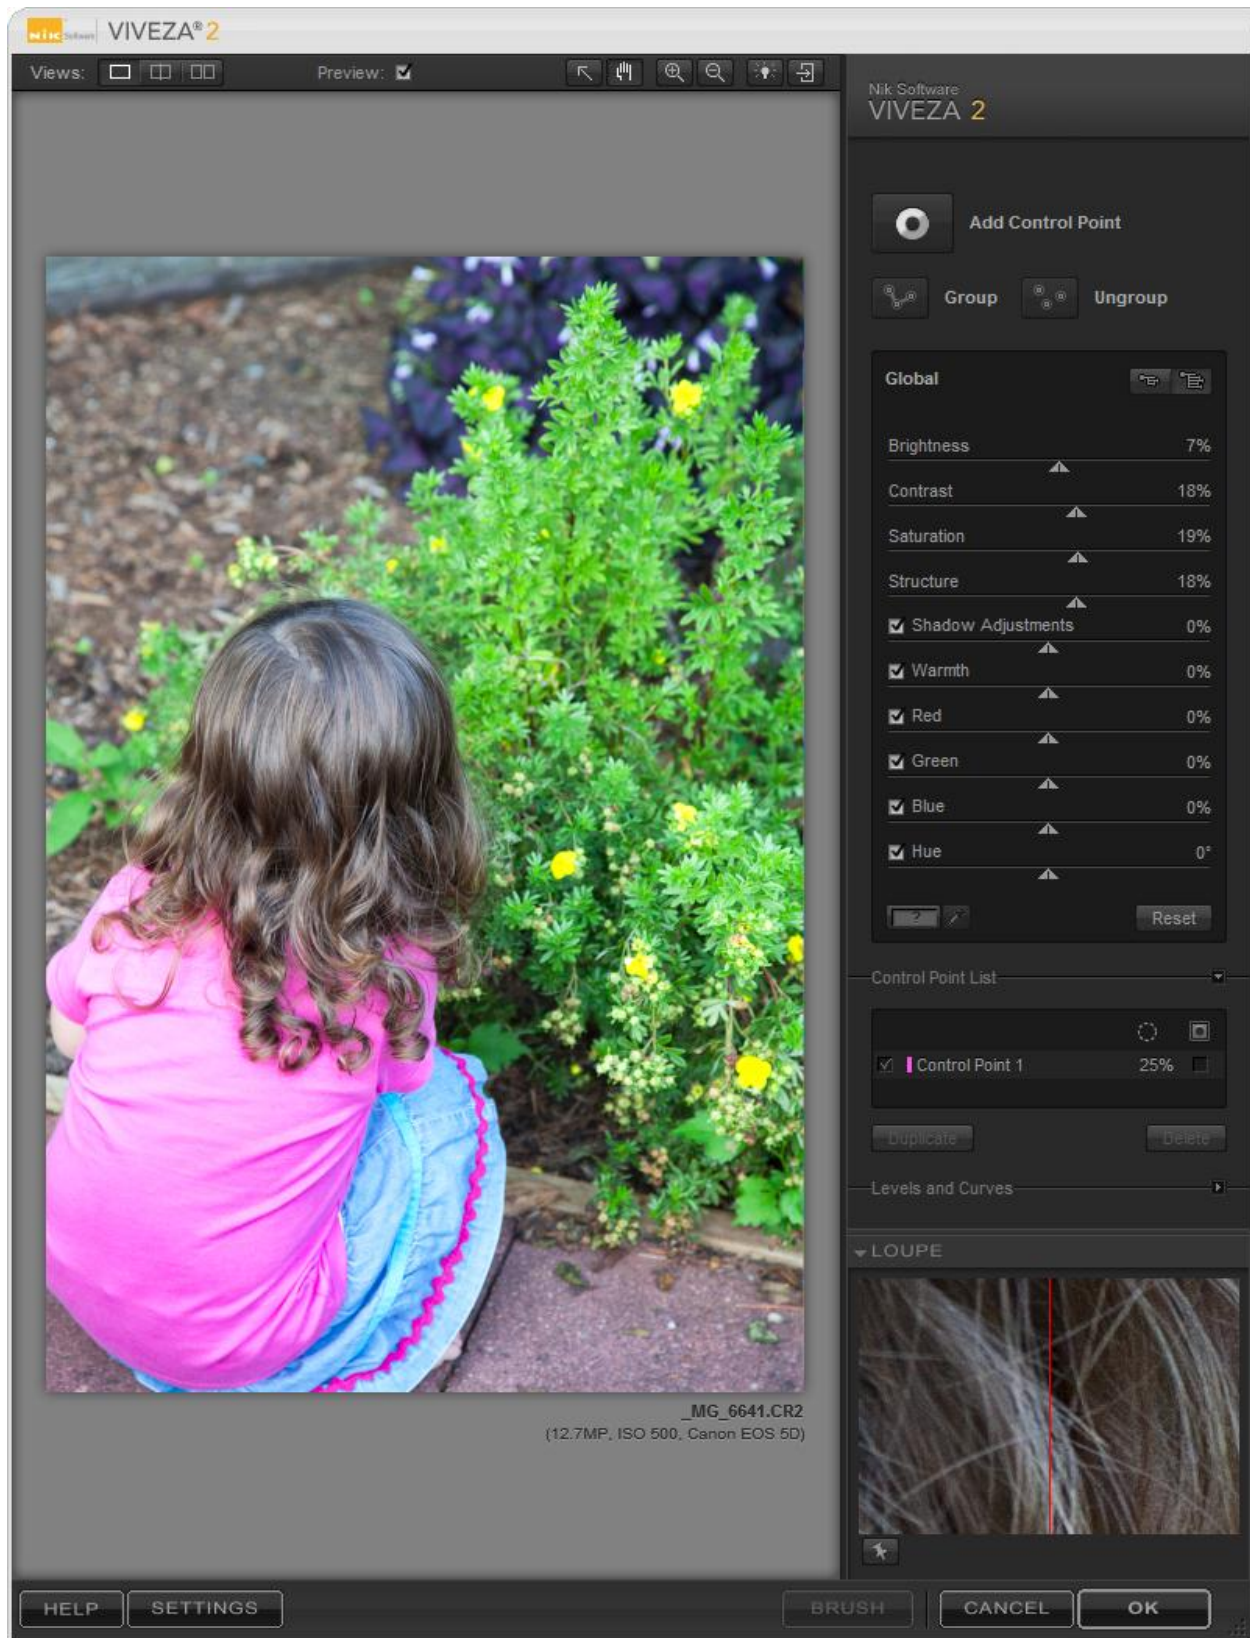 Nik Software VIVEZA® 2
Views:
Preview:
Nik Software
VIVEZA 2
Add Control Point
Group Ungroup
Global
Brightness 7%
Contrast 18%
Saturation 19%
Structure 18%
Shadow Adjustments 0%
Warmth 0%
Red 0%
Green 0%
Blue 0%
Hue 0°
? Reset
Control Point List
Control Point 1 25%
Duplicate Delete
Levels and Curves
LOUPE
_MG_6641.CR2
(12.7MP, ISO 500, Canon EOS 5D)
HELP SETTINGS BRUSH CANCEL OK